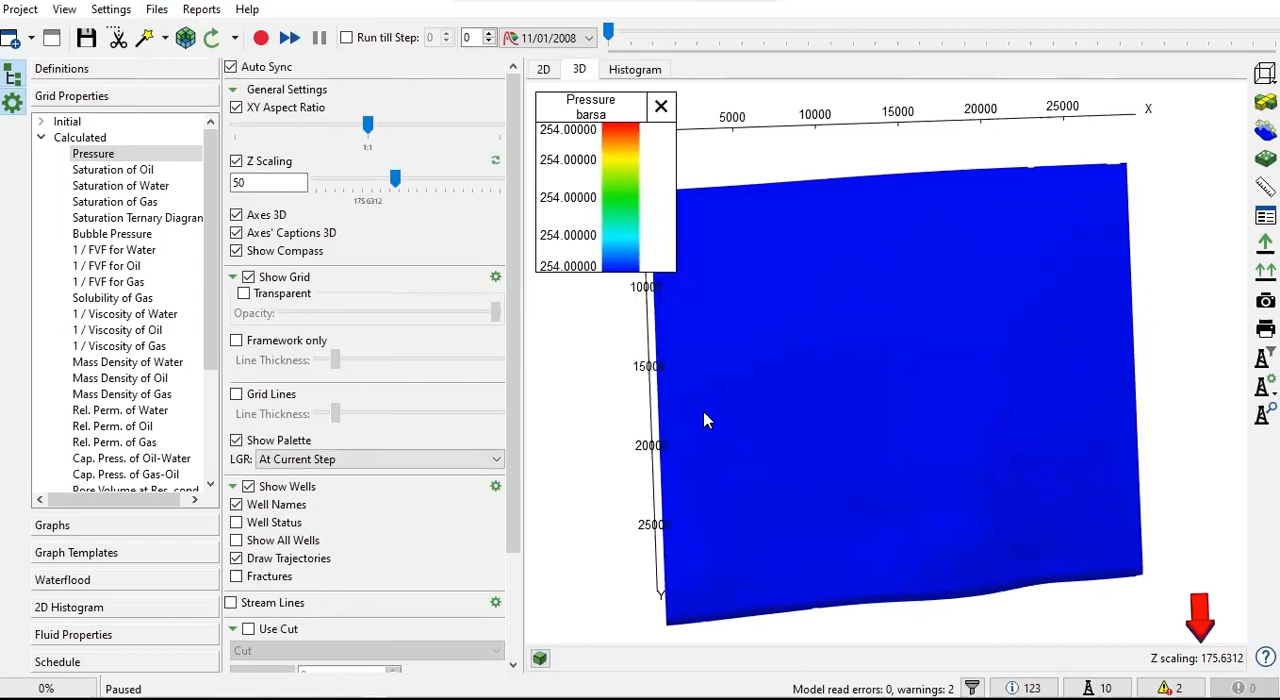 Project View Settings Files Reports Help
Run till Step: 0 0 11/01/2008
Definitions
Grid Properties
Initial
Calculated
Pressure
Saturation of Oil
Saturation of Water
Saturation of Gas
Saturation Ternary Diagran
Bubble Pressure
1 / FVF for Water
1 / FVF for Oil
1 / FVF for Gas
Solubility of Gas
1 / Viscosity of Water
1 / Viscosity of Oil
1 / Viscosity of Gas
Mass Density of Water
Mass Density of Oil
Mass Density of Gas
Rel. Perm. of Water
Rel. Perm. of Oil
Rel. Perm. of Gas
Cap. Press. of Oil-Water
Cap. Press. of Gas-Oil
Pore Volume at Res. cond
Graphs
Graph Templates
Waterflood
2D Histogram
Fluid Properties
Schedule
Auto Sync
General Settings
XY Aspect Ratio
1:1
Z Scaling
50
175.6312
Axes 3D
Axes' Captions 3D
Show Compass
Show Grid
Transparent
Opacity:
Framework only
Line Thickness:
Grid Lines
Line Thickness:
Show Palette
LGR: At Current Step
Show Wells
Well Names
Well Status
Show All Wells
Draw Trajectories
Fractures
Stream Lines
Use Cut
Cut
2D 3D Histogram
Pressure
barsa
254.00000
254.00000
254.00000
254.00000
254.00000
5000 10000 15000 20000 25000 X
10000
15000
20000
25000
Y
Z scaling: 175.6312
0% Paused Model read errors: 0, warnings: 2 123 10 2 0